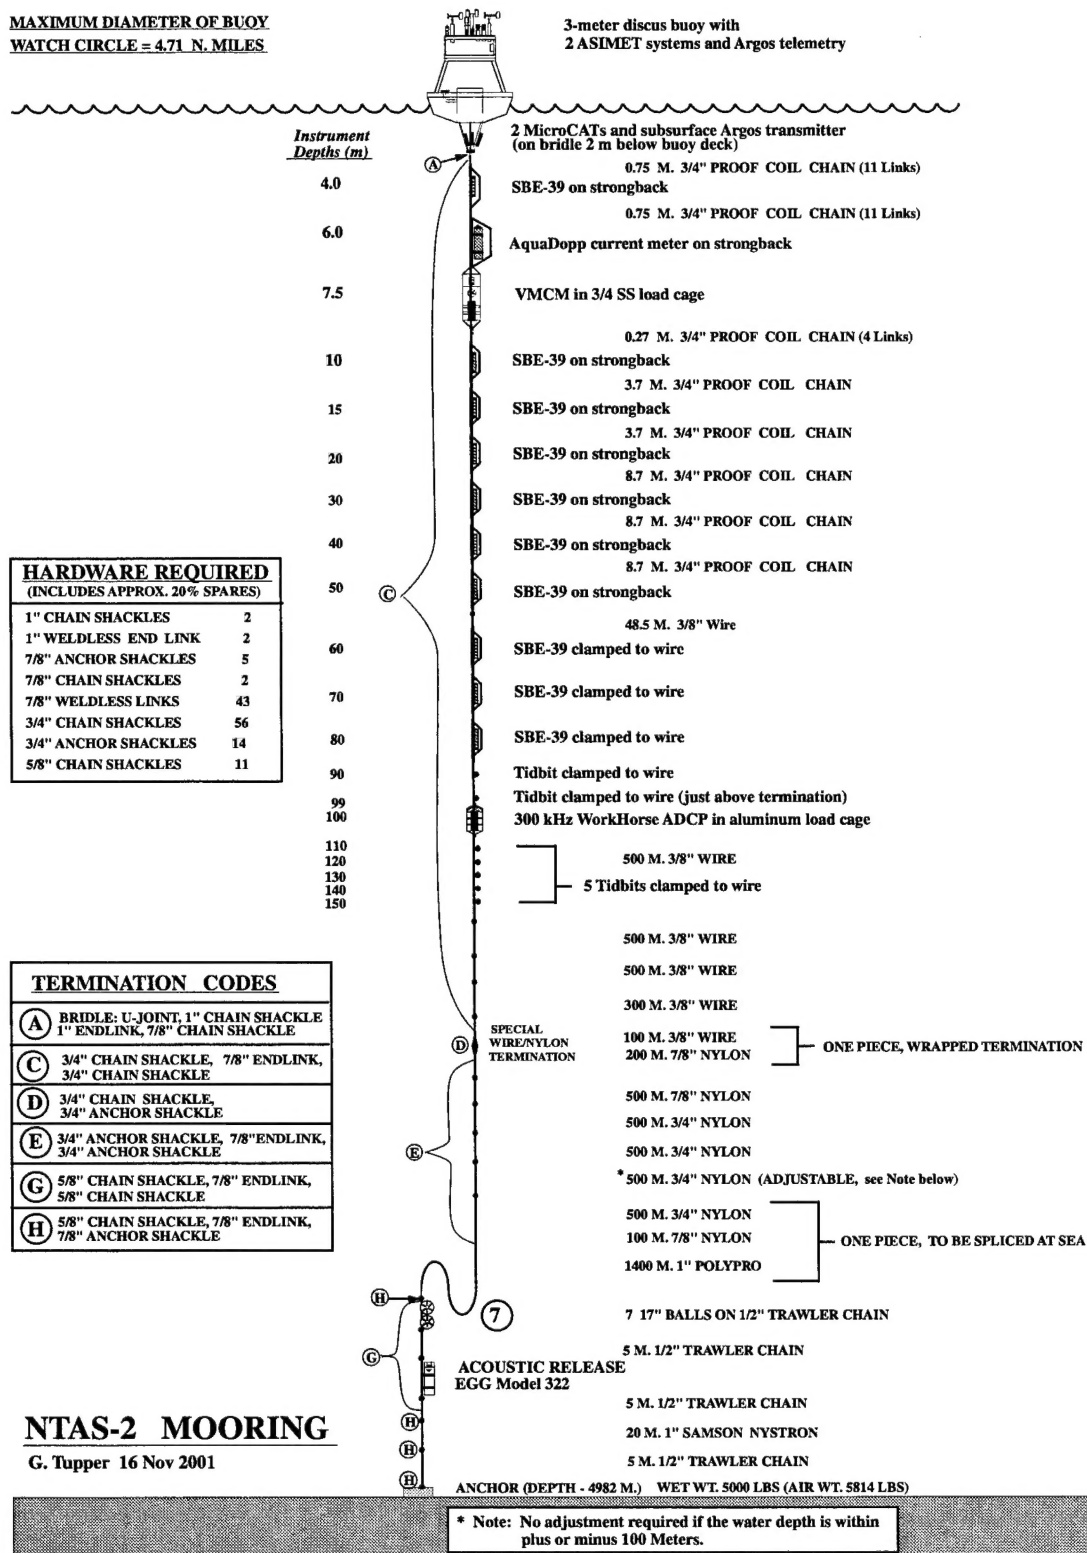 MAXIMUM DIAMETER OF BUOY
WATCH CIRCLE = 4.71 N. MILES
3-meter discus buoy with
2 ASIMET systems and Argos telemetry
Instrument
Depths (m)
2 MicroCATs and subsurface Argos transmitter
(on bridle 2 m below buoy deck)
A
0.75 M. 3/4" PROOF COIL CHAIN (11 Links)
4.0 SBE-39 on strongback
0.75 M. 3/4" PROOF COIL CHAIN (11 Links)
6.0 AquaDopp current meter on strongback
7.5 VMCM in 3/4 SS load cage
0.27 M. 3/4" PROOF COIL CHAIN (4 Links)
10 SBE-39 on strongback
3.7 M. 3/4" PROOF COIL CHAIN
15 SBE-39 on strongback
3.7 M. 3/4" PROOF COIL CHAIN
20 SBE-39 on strongback
8.7 M. 3/4" PROOF COIL CHAIN
30 SBE-39 on strongback
8.7 M. 3/4" PROOF COIL CHAIN
40 SBE-39 on strongback
8.7 M. 3/4" PROOF COIL CHAIN
50 SBE-39 on strongback
C
48.5 M. 3/8" Wire
60 SBE-39 clamped to wire
70 SBE-39 clamped to wire
80 SBE-39 clamped to wire
90 Tidbit clamped to wire
99 Tidbit clamped to wire (just above termination)
100 300 kHz WorkHorse ADCP in aluminum load cage
110
120
130
140
150
500 M. 3/8" WIRE
5 Tidbits clamped to wire
HARDWARE REQUIRED
(INCLUDES APPROX. 20% SPARES)
1" CHAIN SHACKLES 2
1" WELDLESS END LINK 2
7/8" ANCHOR SHACKLES 5
7/8" CHAIN SHACKLES 2
7/8" WELDLESS LINKS 43
3/4" CHAIN SHACKLES 56
3/4" ANCHOR SHACKLES 14
5/8" CHAIN SHACKLES 11
500 M. 3/8" WIRE
500 M. 3/8" WIRE
300 M. 3/8" WIRE
D
SPECIAL
WIRE/NYLON
TERMINATION
100 M. 3/8" WIRE
200 M. 7/8" NYLON
ONE PIECE, WRAPPED TERMINATION
500 M. 7/8" NYLON
500 M. 3/4" NYLON
500 M. 3/4" NYLON
E
* 500 M. 3/4" NYLON (ADJUSTABLE, see Note below)
500 M. 3/4" NYLON
100 M. 7/8" NYLON
1400 M. 1" POLYPRO
ONE PIECE, TO BE SPLICED AT SEA
TERMINATION CODES
A BRIDLE: U-JOINT, 1" CHAIN SHACKLE
1" ENDLINK, 7/8" CHAIN SHACKLE
C 3/4" CHAIN SHACKLE, 7/8" ENDLINK,
3/4" CHAIN SHACKLE
D 3/4" CHAIN SHACKLE,
3/4" ANCHOR SHACKLE
E 3/4" ANCHOR SHACKLE, 7/8"ENDLINK,
3/4" ANCHOR SHACKLE
G 5/8" CHAIN SHACKLE, 7/8" ENDLINK,
5/8" CHAIN SHACKLE
H 5/8" CHAIN SHACKLE, 7/8" ENDLINK,
7/8" ANCHOR SHACKLE
H
7
7 17" BALLS ON 1/2" TRAWLER CHAIN
G
5 M. 1/2" TRAWLER CHAIN
ACOUSTIC RELEASE
EGG Model 322
5 M. 1/2" TRAWLER CHAIN
H
20 M. 1" SAMSON NYSTRON
H
5 M. 1/2" TRAWLER CHAIN
H
ANCHOR (DEPTH - 4982 M.) WET WT. 5000 LBS (AIR WT. 5814 LBS)
NTAS-2 MOORING
G. Tupper 16 Nov 2001
* Note: No adjustment required if the water depth is within
plus or minus 100 Meters.